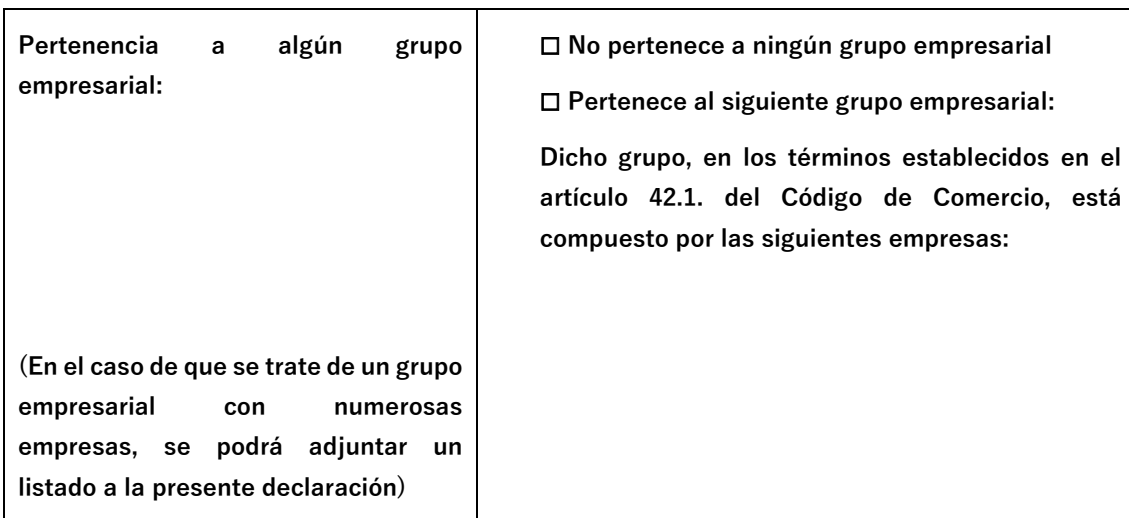 Pertenencia a algún grupo
empresarial:
(En el caso de que se trate de un grupo
empresarial con numerosas
empresas, se podrá adjuntar un
listado a la presente declaración)
☐ No pertenece a ningún grupo empresarial
☐ Pertenece al siguiente grupo empresarial:
Dicho grupo, en los términos establecidos en el
artículo 42.1. del Código de Comercio, está
compuesto por las siguientes empresas: